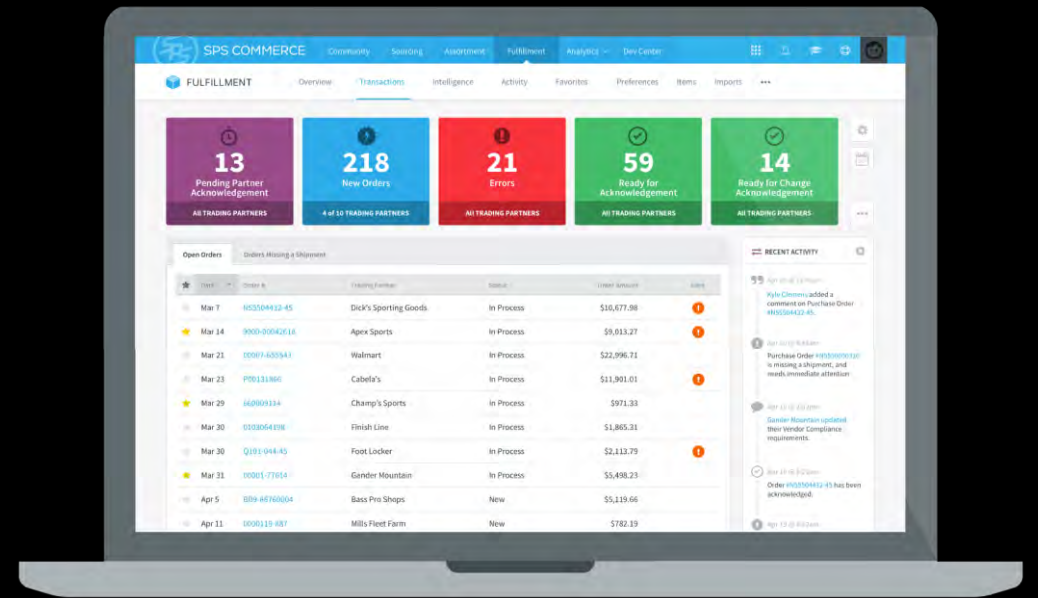 SPS COMMERCE Community Sourcing Assortment Fulfillment Analytics Dev Center
FULFILLMENT Overview Transactions Intelligence Activity Favorites Preferences Items Imports
13
Pending Partner
Acknowledgement
All TRADING PARTNERS
218
New Orders
4 of 10 TRADING PARTNERS
21
Errors
All TRADING PARTNERS
59
Ready for
Acknowledgement
All TRADING PARTNERS
14
Ready for Change
Acknowledgement
All TRADING PARTNERS
Open Orders Orders Missing a Shipment
Order # Trading Partner Status Order Amount
Mar 7 Dick's Sporting Goods In Process $10,677.98
Mar 14 Apex Sports In Process $9,013.27
Mar 21 Walmart In Process $22,996.71
Mar 23 Cabela's In Process $11,901.01
Mar 29 Champ's Sports In Process $971.33
Mar 30 Finish Line In Process $1,865.31
Mar 30 Foot Locker In Process $2,113.79
Mar 31 Gander Mountain In Process $5,498.23
Apr 5 Bass Pro Shops New $5,119.66
Apr 11 Mills Fleet Farm New $782.19
RECENT ACTIVITY
Kyle Clemens added a
comment on Purchase Order
Purchase Order
is missing a shipment, and
needs immediate attention
Gander Mountain updated
their Vendor Compliance
requirements.
Order has been
acknowledged.